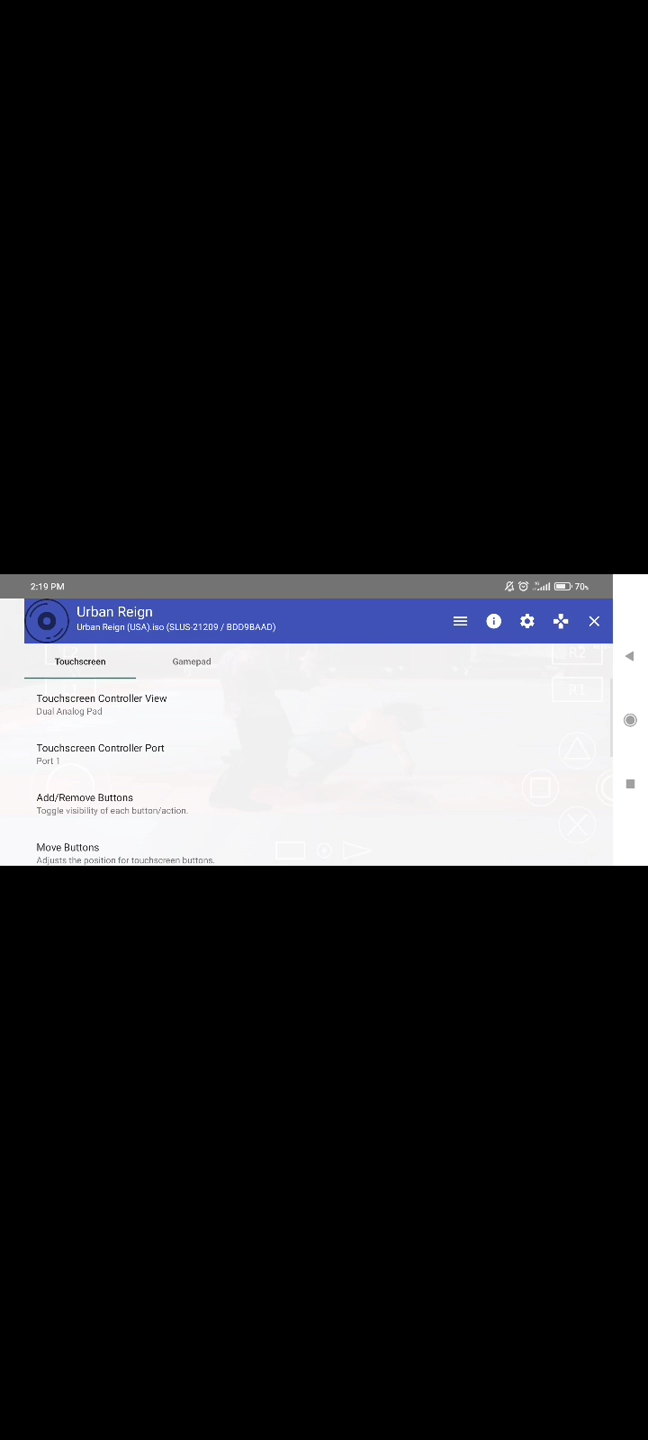 2:19 PM
70%
Urban Reign
Urban Reign (USA).iso (SLUS-21209 / BDD9BAAD)
Touchscreen
Gamepad
R2
R1
Touchscreen Controller View
Dual Analog Pad
Touchscreen Controller Port
Port 1
Add/Remove Buttons
Toggle visibility of each button/action.
Move Buttons
Adjusts the position for touchscreen buttons.